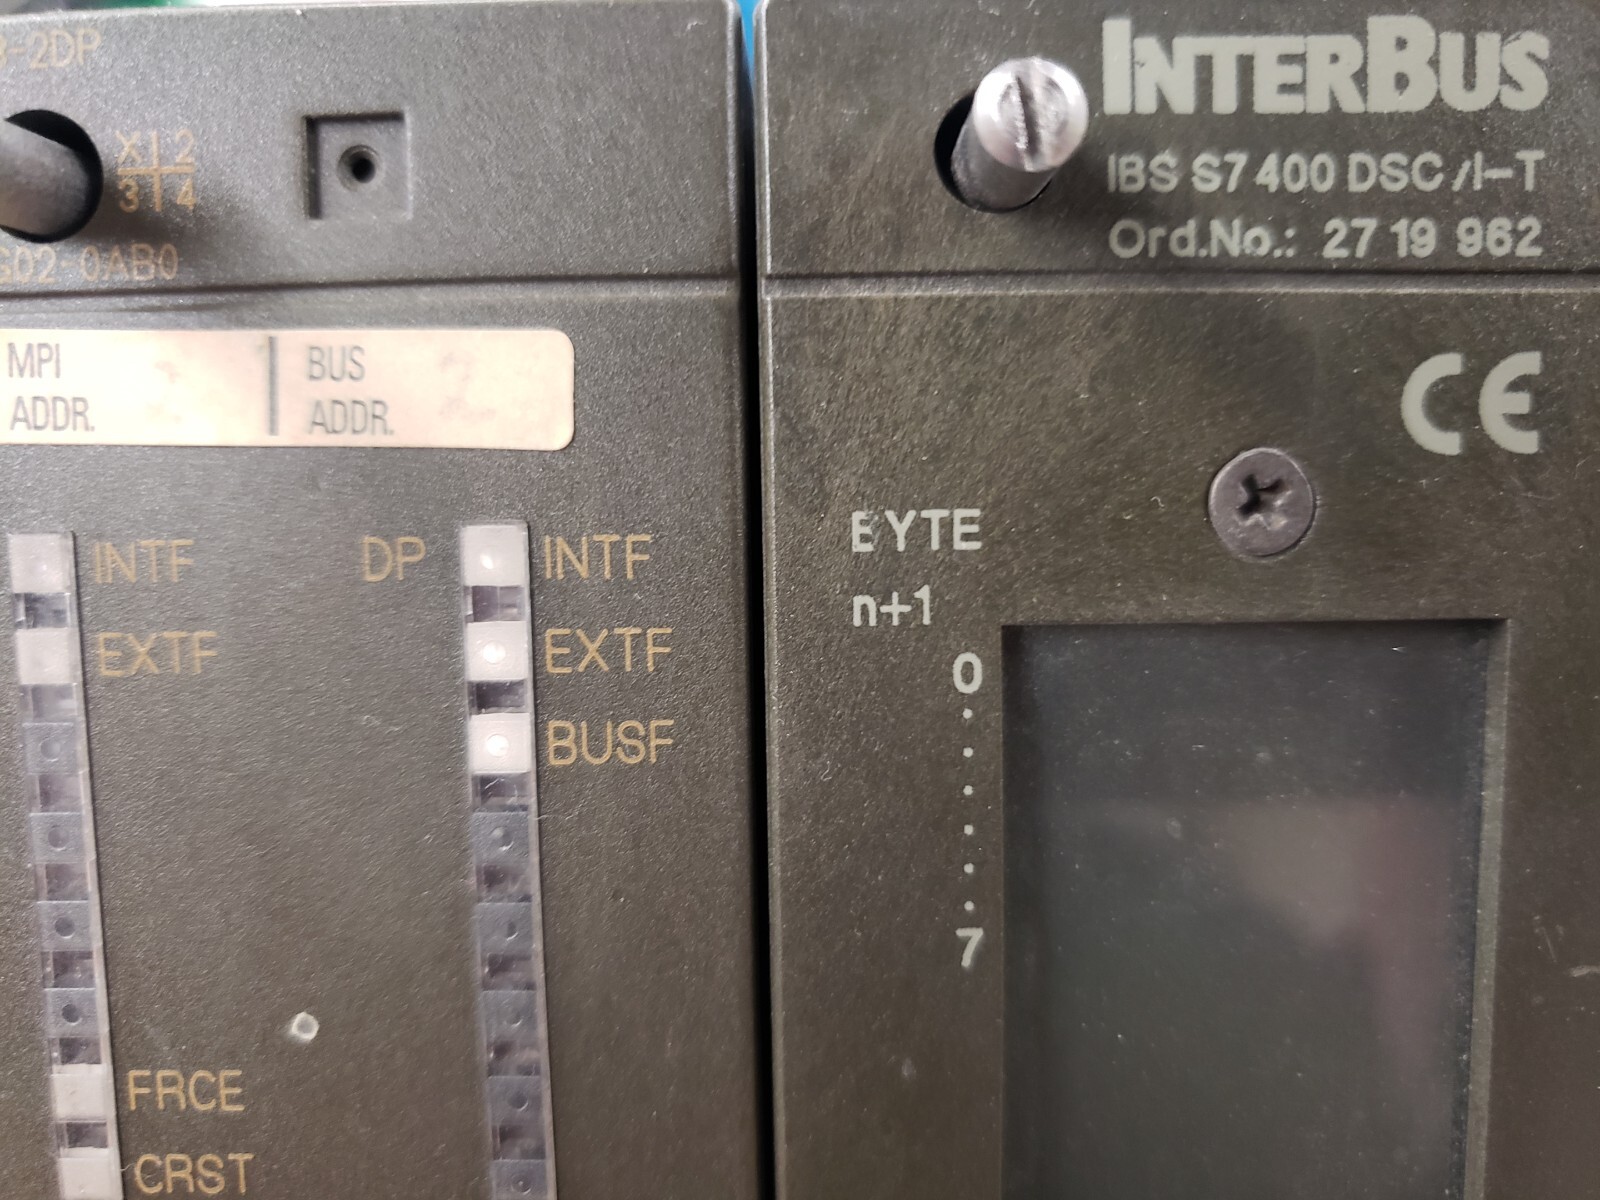 3-2DP
X 2
3 4
G02-0AB0
MPI
ADDR.
BUS
ADDR.
INTF
EXTF
FRCE
CRST
DP INTF
EXTF
BUSF
INTERBUS
IBS S7 400 DSC/I-T
Ord.No.: 27 19 962
CE
BYTE
n+1
0
7